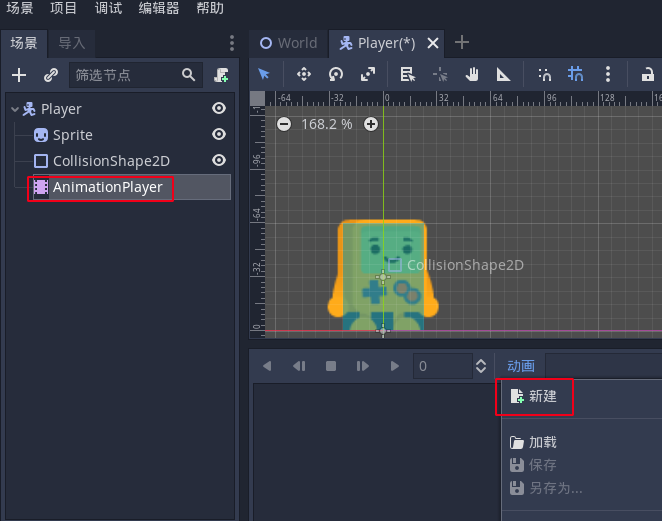 场景 项目 调试 编辑器 帮助
场景 导入
World Player(*)
筛选节点
-64 -32 0 32 64 96 128
168.2 %
Player
Sprite
CollisionShape2D
AnimationPlayer
-96
-64
-32
0
CollisionShape2D
0 动画
新建
加载
保存
另存为...